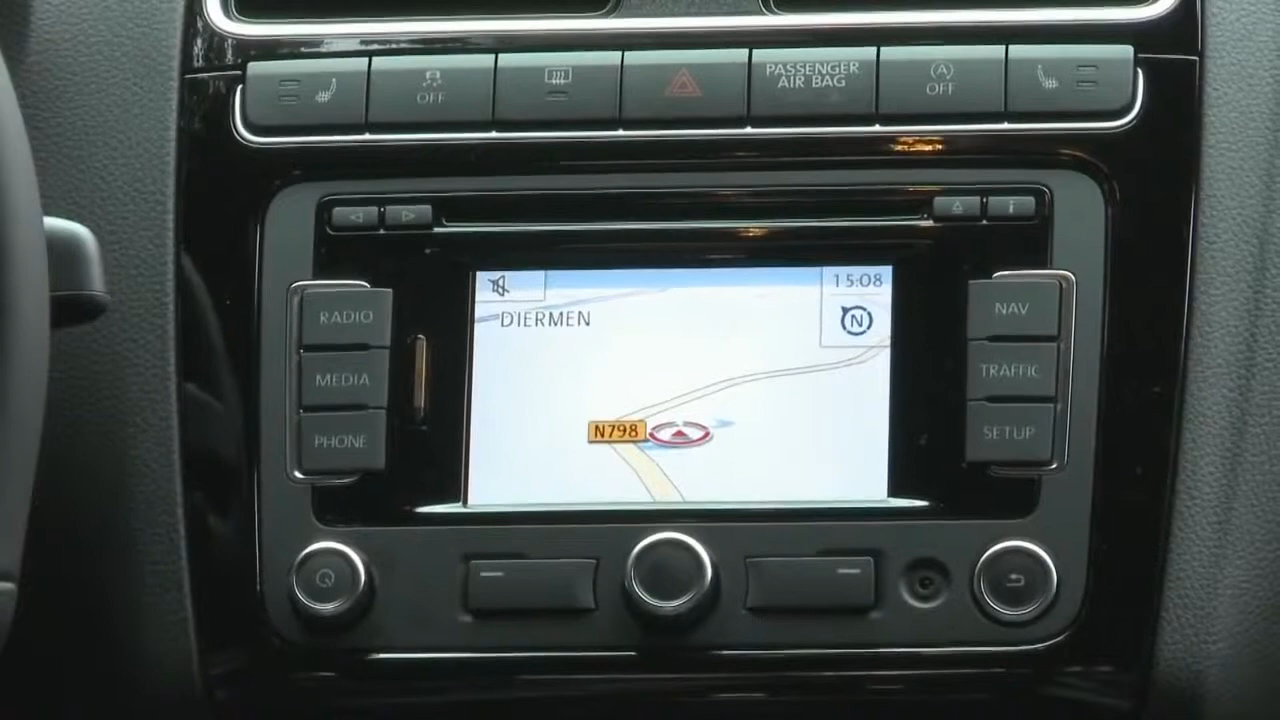 OFF
PASSENGER
AIR BAG
A
OFF
i
15:08
N
DIERMEN
RADIO
MEDIA
PHONE
NAV
TRAFFIC
SETUP
N798